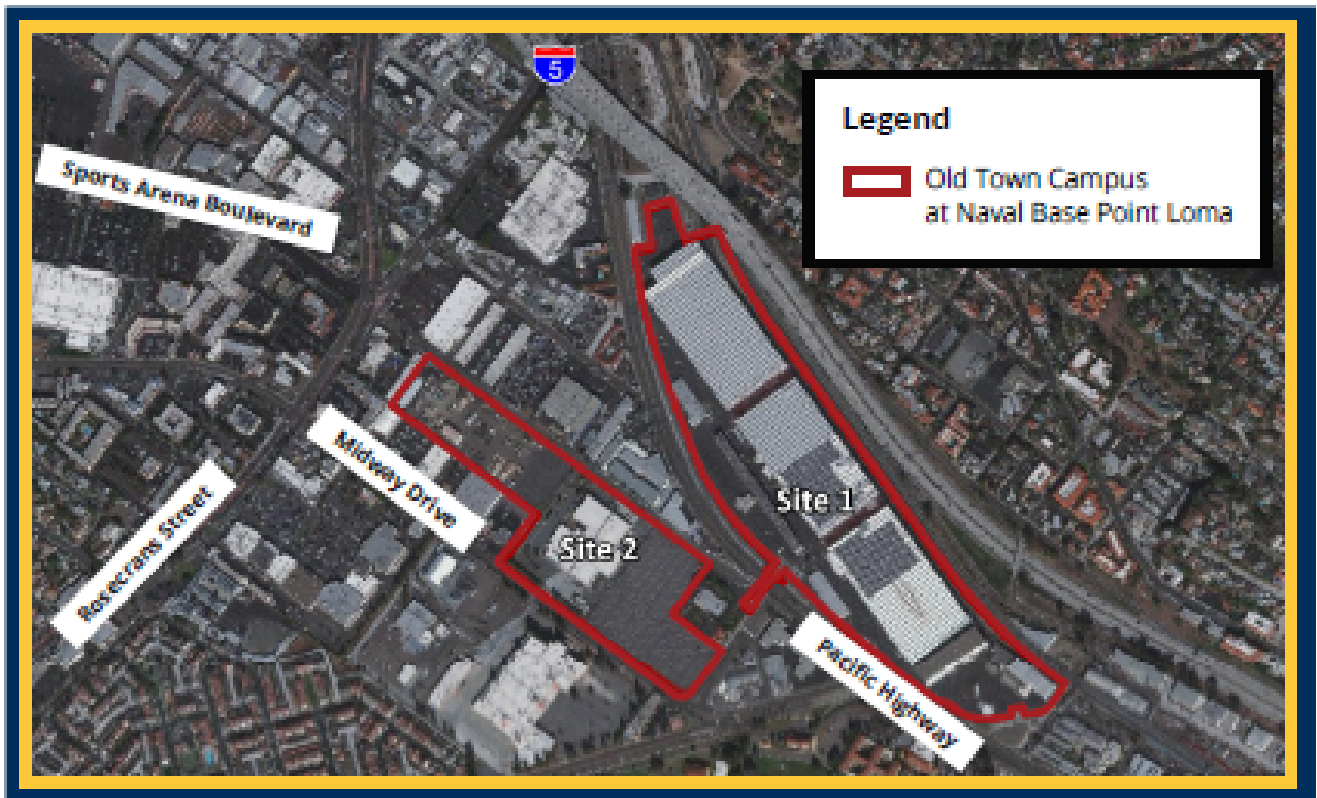 5
Legend
Old Town Campus
at Naval Base Point Loma
Sports Arena Boulevard
Midway Drive
Rosecrans Street
Site 1
Site 2
Pacific Highway